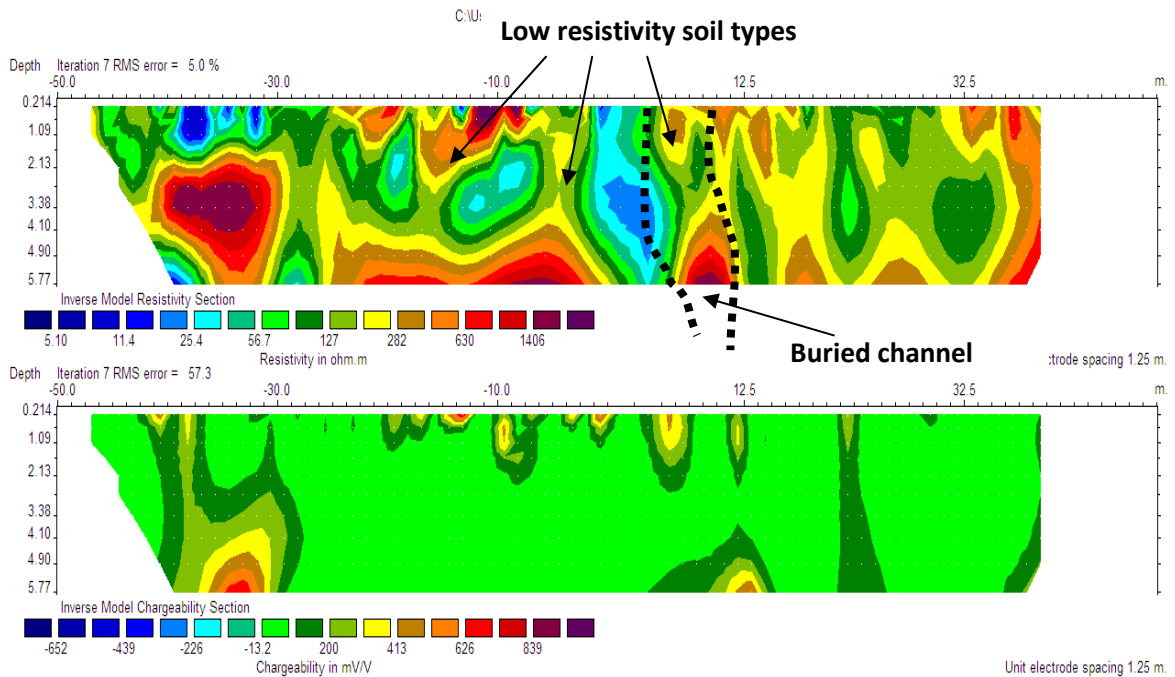 C:\Us
Low resistivity soil types
Depth Iteration 7 RMS error = 5.0 %
-50.0 -30.0 -10.0 12.5 32.5 m.
0.214
1.09
2.13
3.38
4.10
4.90
5.77
Inverse Model Resistivity Section
5.10 11.4 25.4 56.7 127 282 630 1406
Resistivity in ohm.m
Buried channel
ctrode spacing 1.25 m.
Depth Iteration 7 RMS error = 57.3
-50.0 -30.0 -10.0 12.5 32.5 m.
0.214
1.09
2.13
3.38
4.10
4.90
5.77
Inverse Model Chargeability Section
-652 -439 -226 -13.2 200 413 626 839
Chargeability in mV/V
Unit electrode spacing 1.25 m.